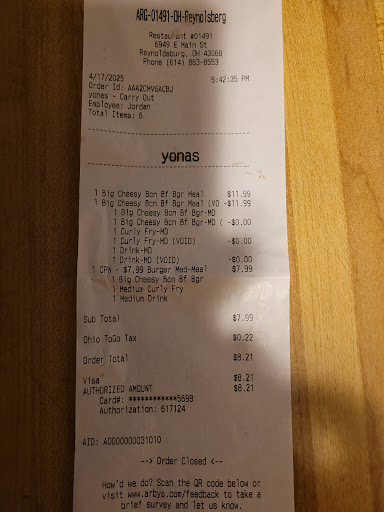 ARG-01491-OH-Reynolsberg
Restaurant #01491
6949 E Main St
Reynoldsburg, OH 43068
Phone (614) 863-8553
4/17/2025 5:42:35 PM
Order Id: AAA2CMV6ACBJ
yonas - Carry Out
Employee: Jordan
Total Items: 6
yonas
1 Big Cheesy Bcn Bf Bgr Meal $11.99
1 Big Cheesy Bcn Bf Bgr Meal (VO -$11.99
1 Big Cheesy Bcn Bf Bgr-MD
1 Big Cheesy Bcn Bf Bgr-MD ( -$0.00
1 Curly Fry-MD
1 Curly Fry-MD (VOID) -$0.00
1 Drink-MD
1 Drink-MD (VOID) -$0.00
1 CPN - $7.99 Burger Med-Meal $7.99
1 Big Cheesy Bcn Bf Bgr
1 Medium Curly Fry
1 Medium Drink
Sub Total $7.99
Ohio ToGo Tax $0.22
Order Total $8.21
Visa $8.21
AUTHORIZED AMOUNT $8.21
Card#: ************5698
Authorization: 617124
AID: A0000000031010
--> Order Closed <--
How'd we do? Scan the QR code below or
visit www.arbys.com/feedback to take a
brief survey and let us know.